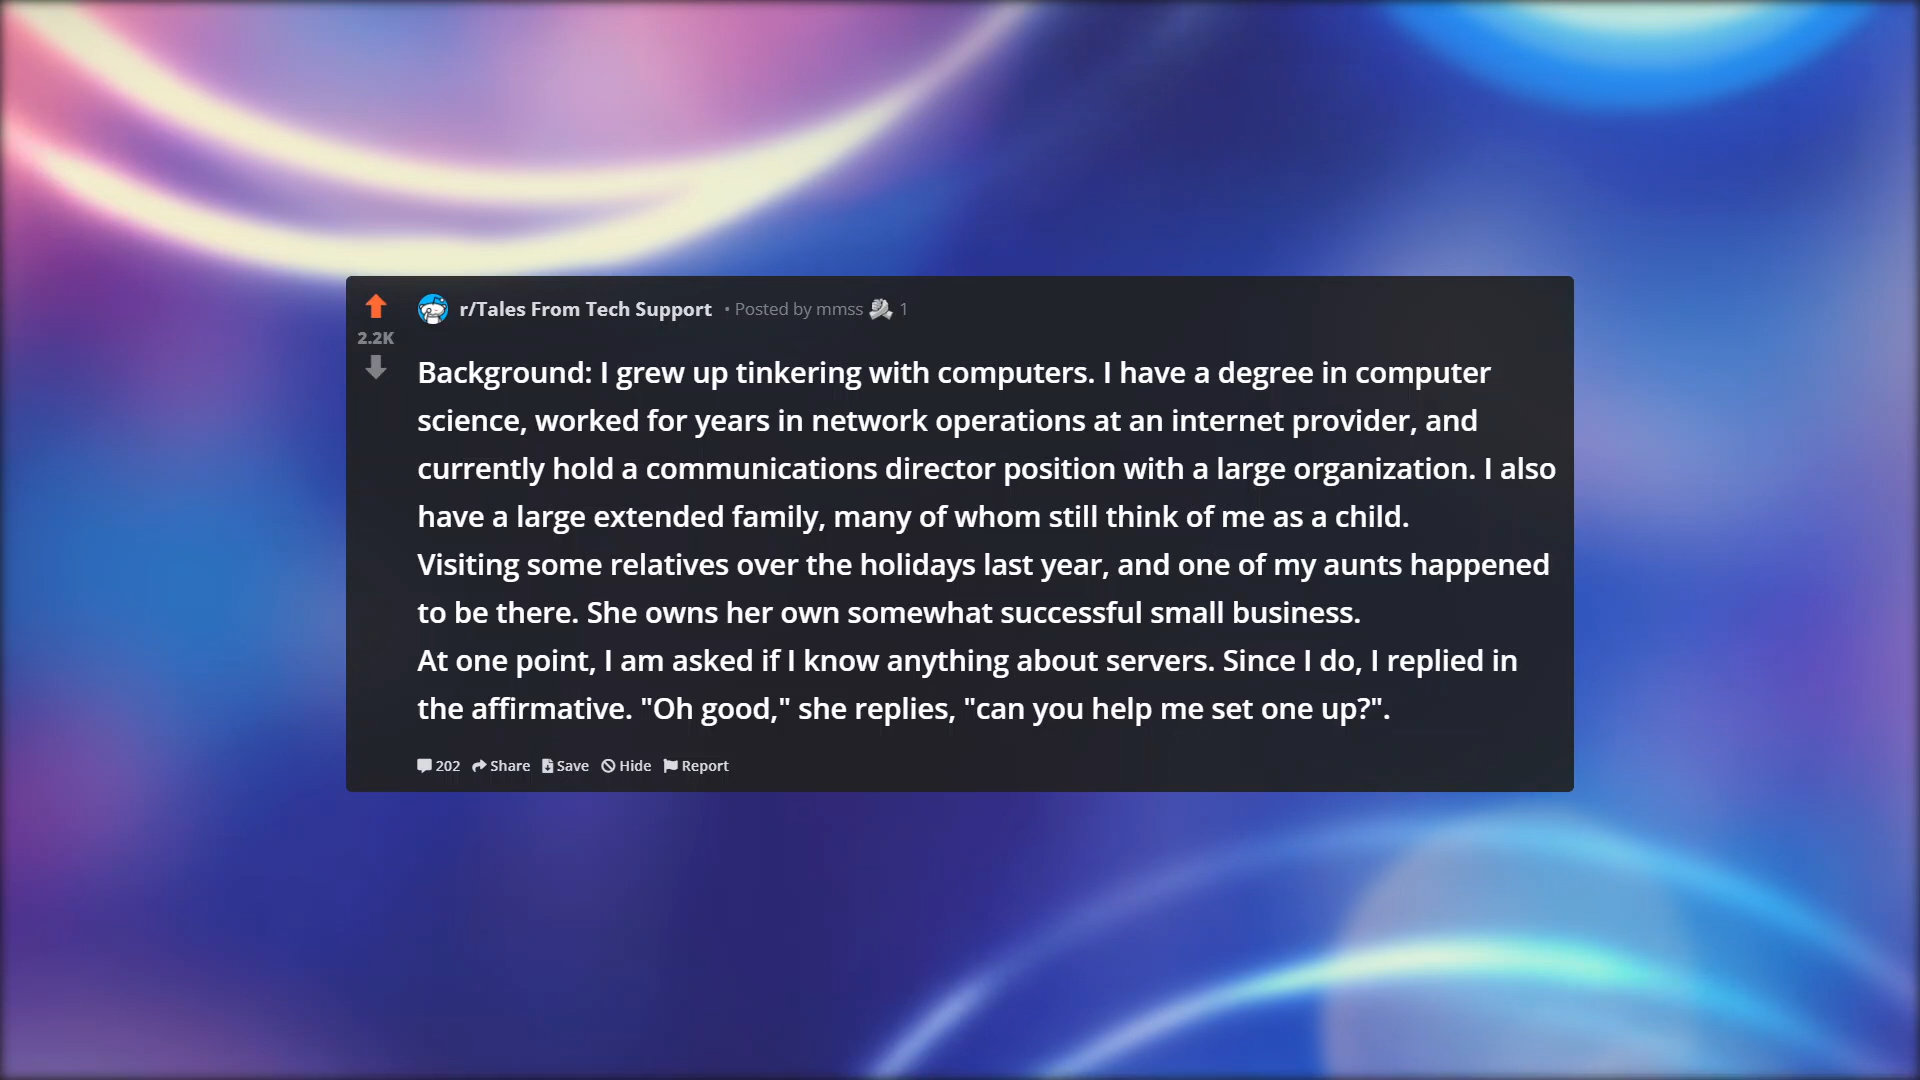 r/Tales From Tech Support • Posted by mmss 1
2.2K
Background: I grew up tinkering with computers. I have a degree in computer
science, worked for years in network operations at an internet provider, and
currently hold a communications director position with a large organization. I also
have a large extended family, many of whom still think of me as a child.
Visiting some relatives over the holidays last year, and one of my aunts happened
to be there. She owns her own somewhat successful small business.
At one point, I am asked if I know anything about servers. Since I do, I replied in
the affirmative. "Oh good," she replies, "can you help me set one up?".
202 Share Save Hide Report